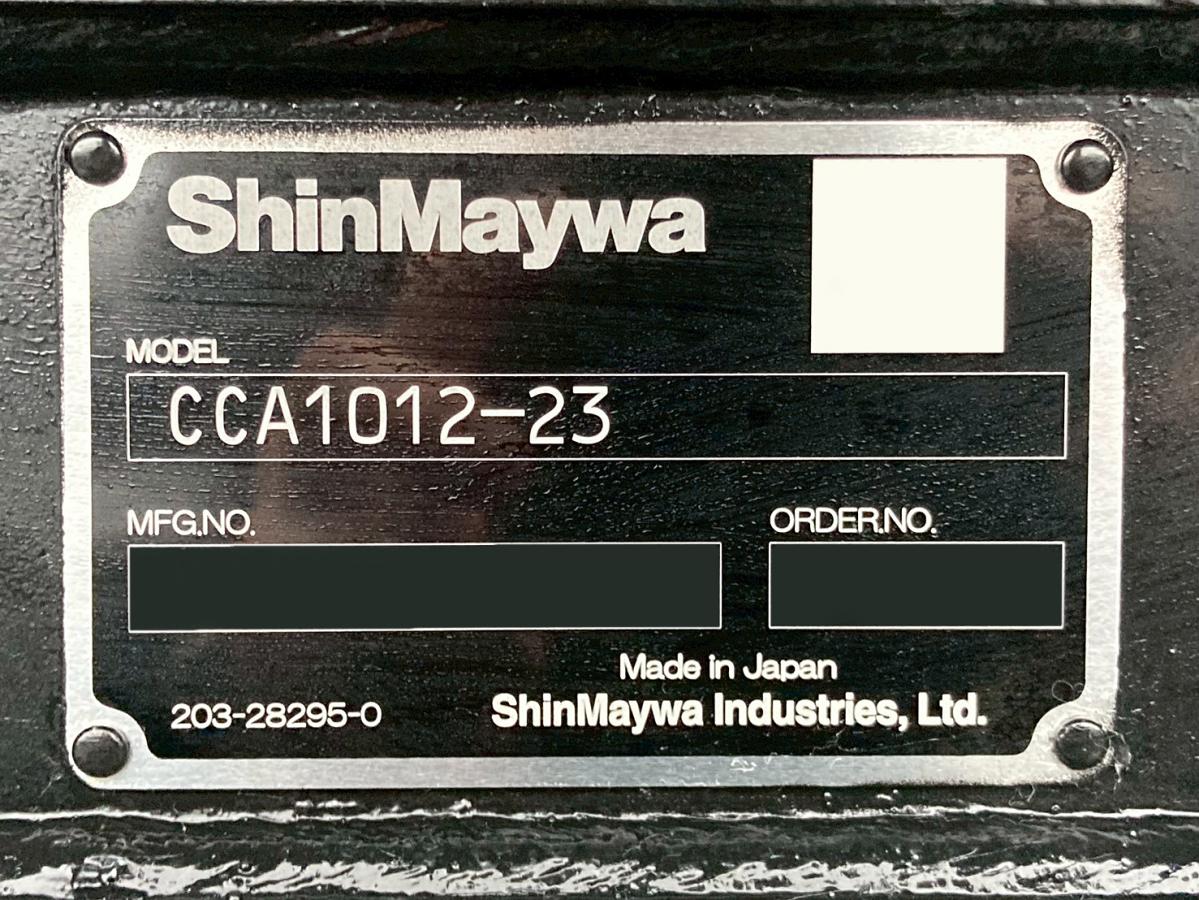 ShinMaywa
MODEL
CCA1012-23
MFG.NO. ORDER.NO.
Made in Japan
203-28295-0 ShinMaywa Industries, Ltd.